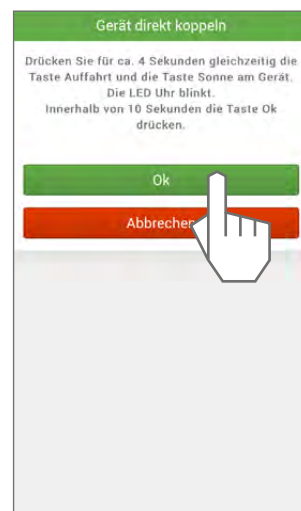 Gerät direkt koppeln
Drücken Sie für ca. 4 Sekunden gleichzeitig die
Taste Auffahrt und die Taste Sonne am Gerät.
Die LED Uhr blinkt.
Innerhalb von 10 Sekunden die Taste Ok
drücken.
Ok
Abbrechen